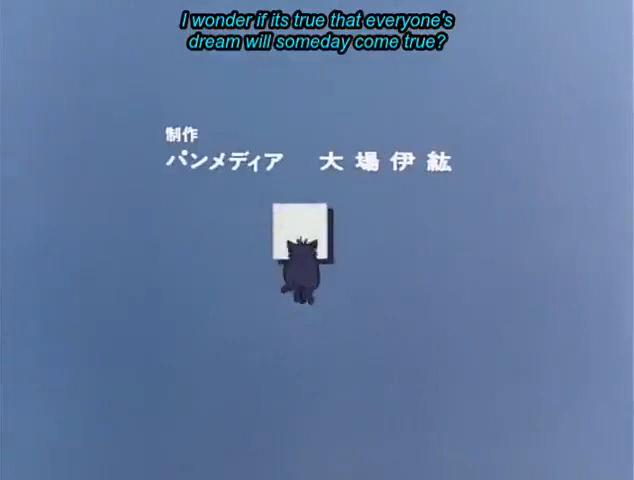 I wonder if its true that everyone's
dream will someday come true?
制作
パンメディア 大場伊紘